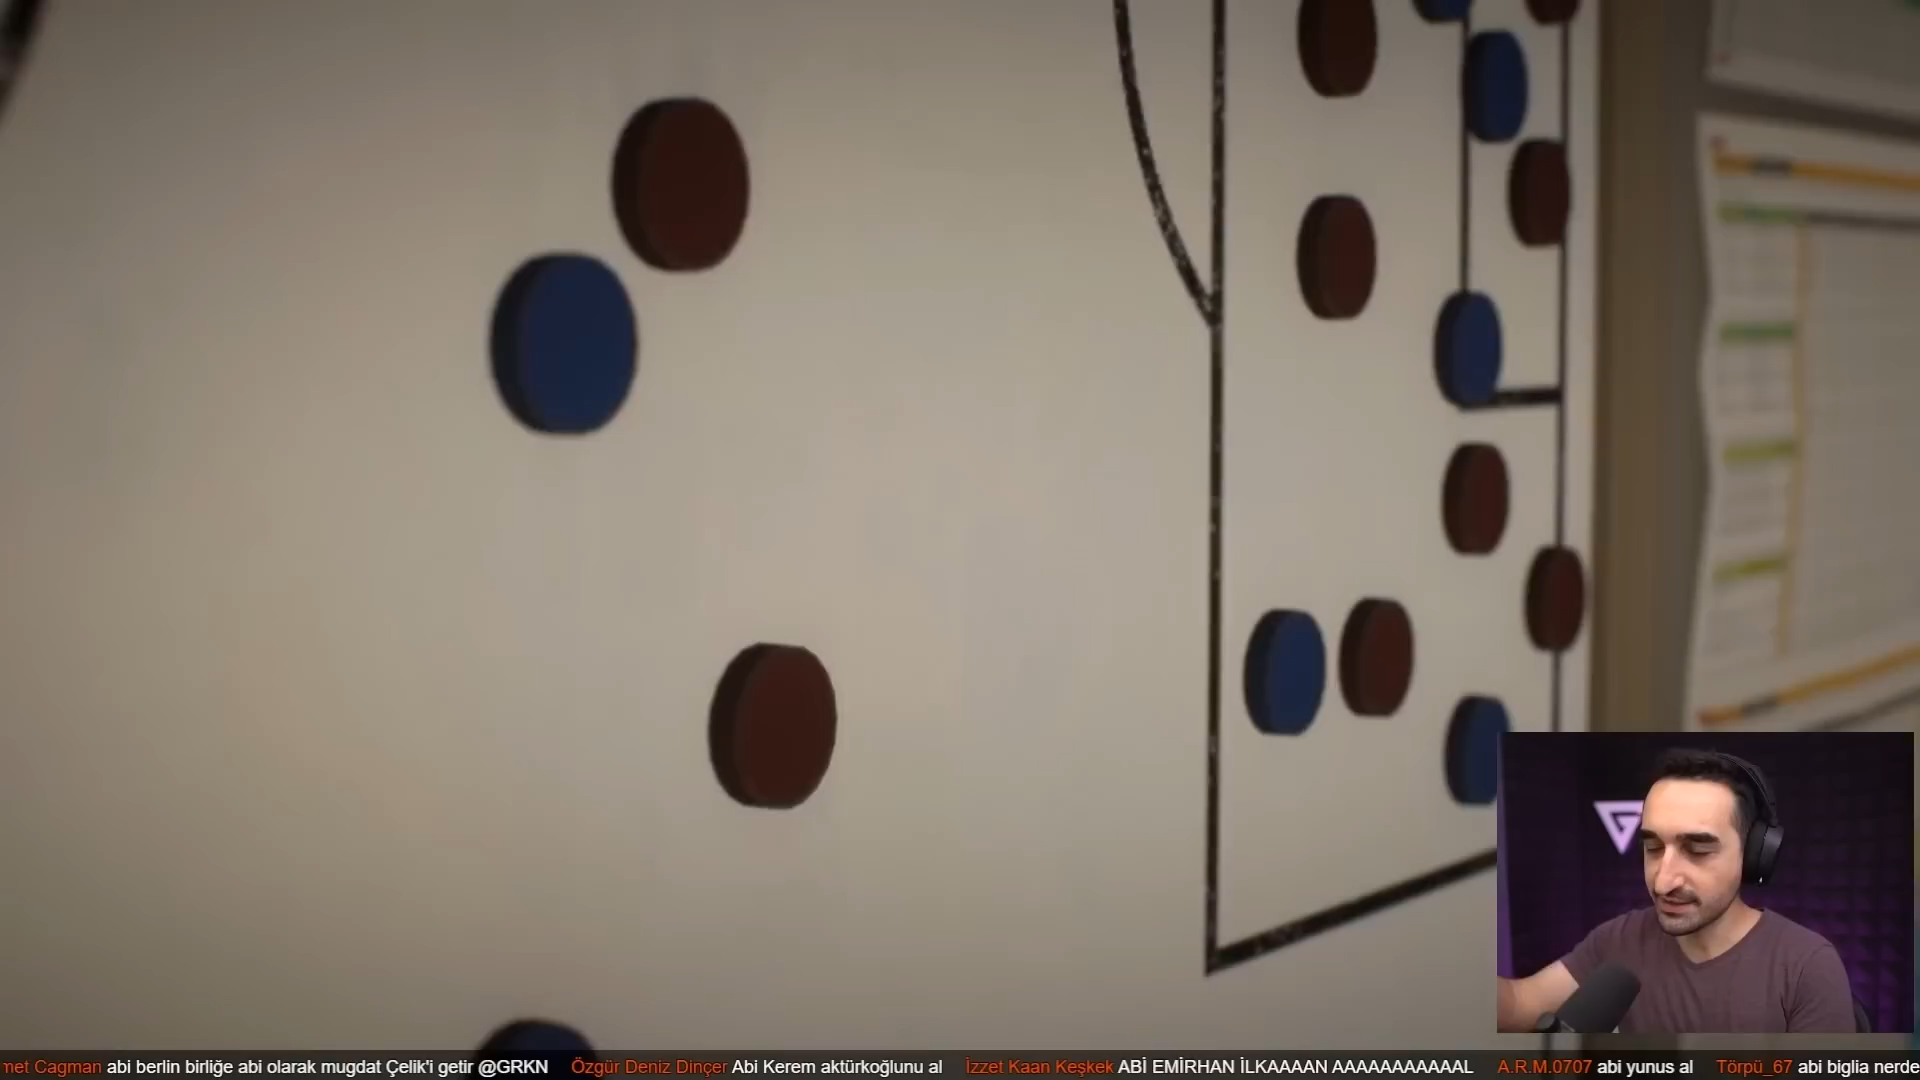 met Cagman abi berlin birliğe abi olarak mugdat Çelik'i getir @GRKN Özgür Deniz Dinçer Abi Kerem aktürkoğlunu al İzzet Kaan Keşkek ABİ EMİRHAN İLKAAAAN AAAAAAAAAAAL A.R.M.0707 abi yunus al Törpü_67 abi biglia nerde